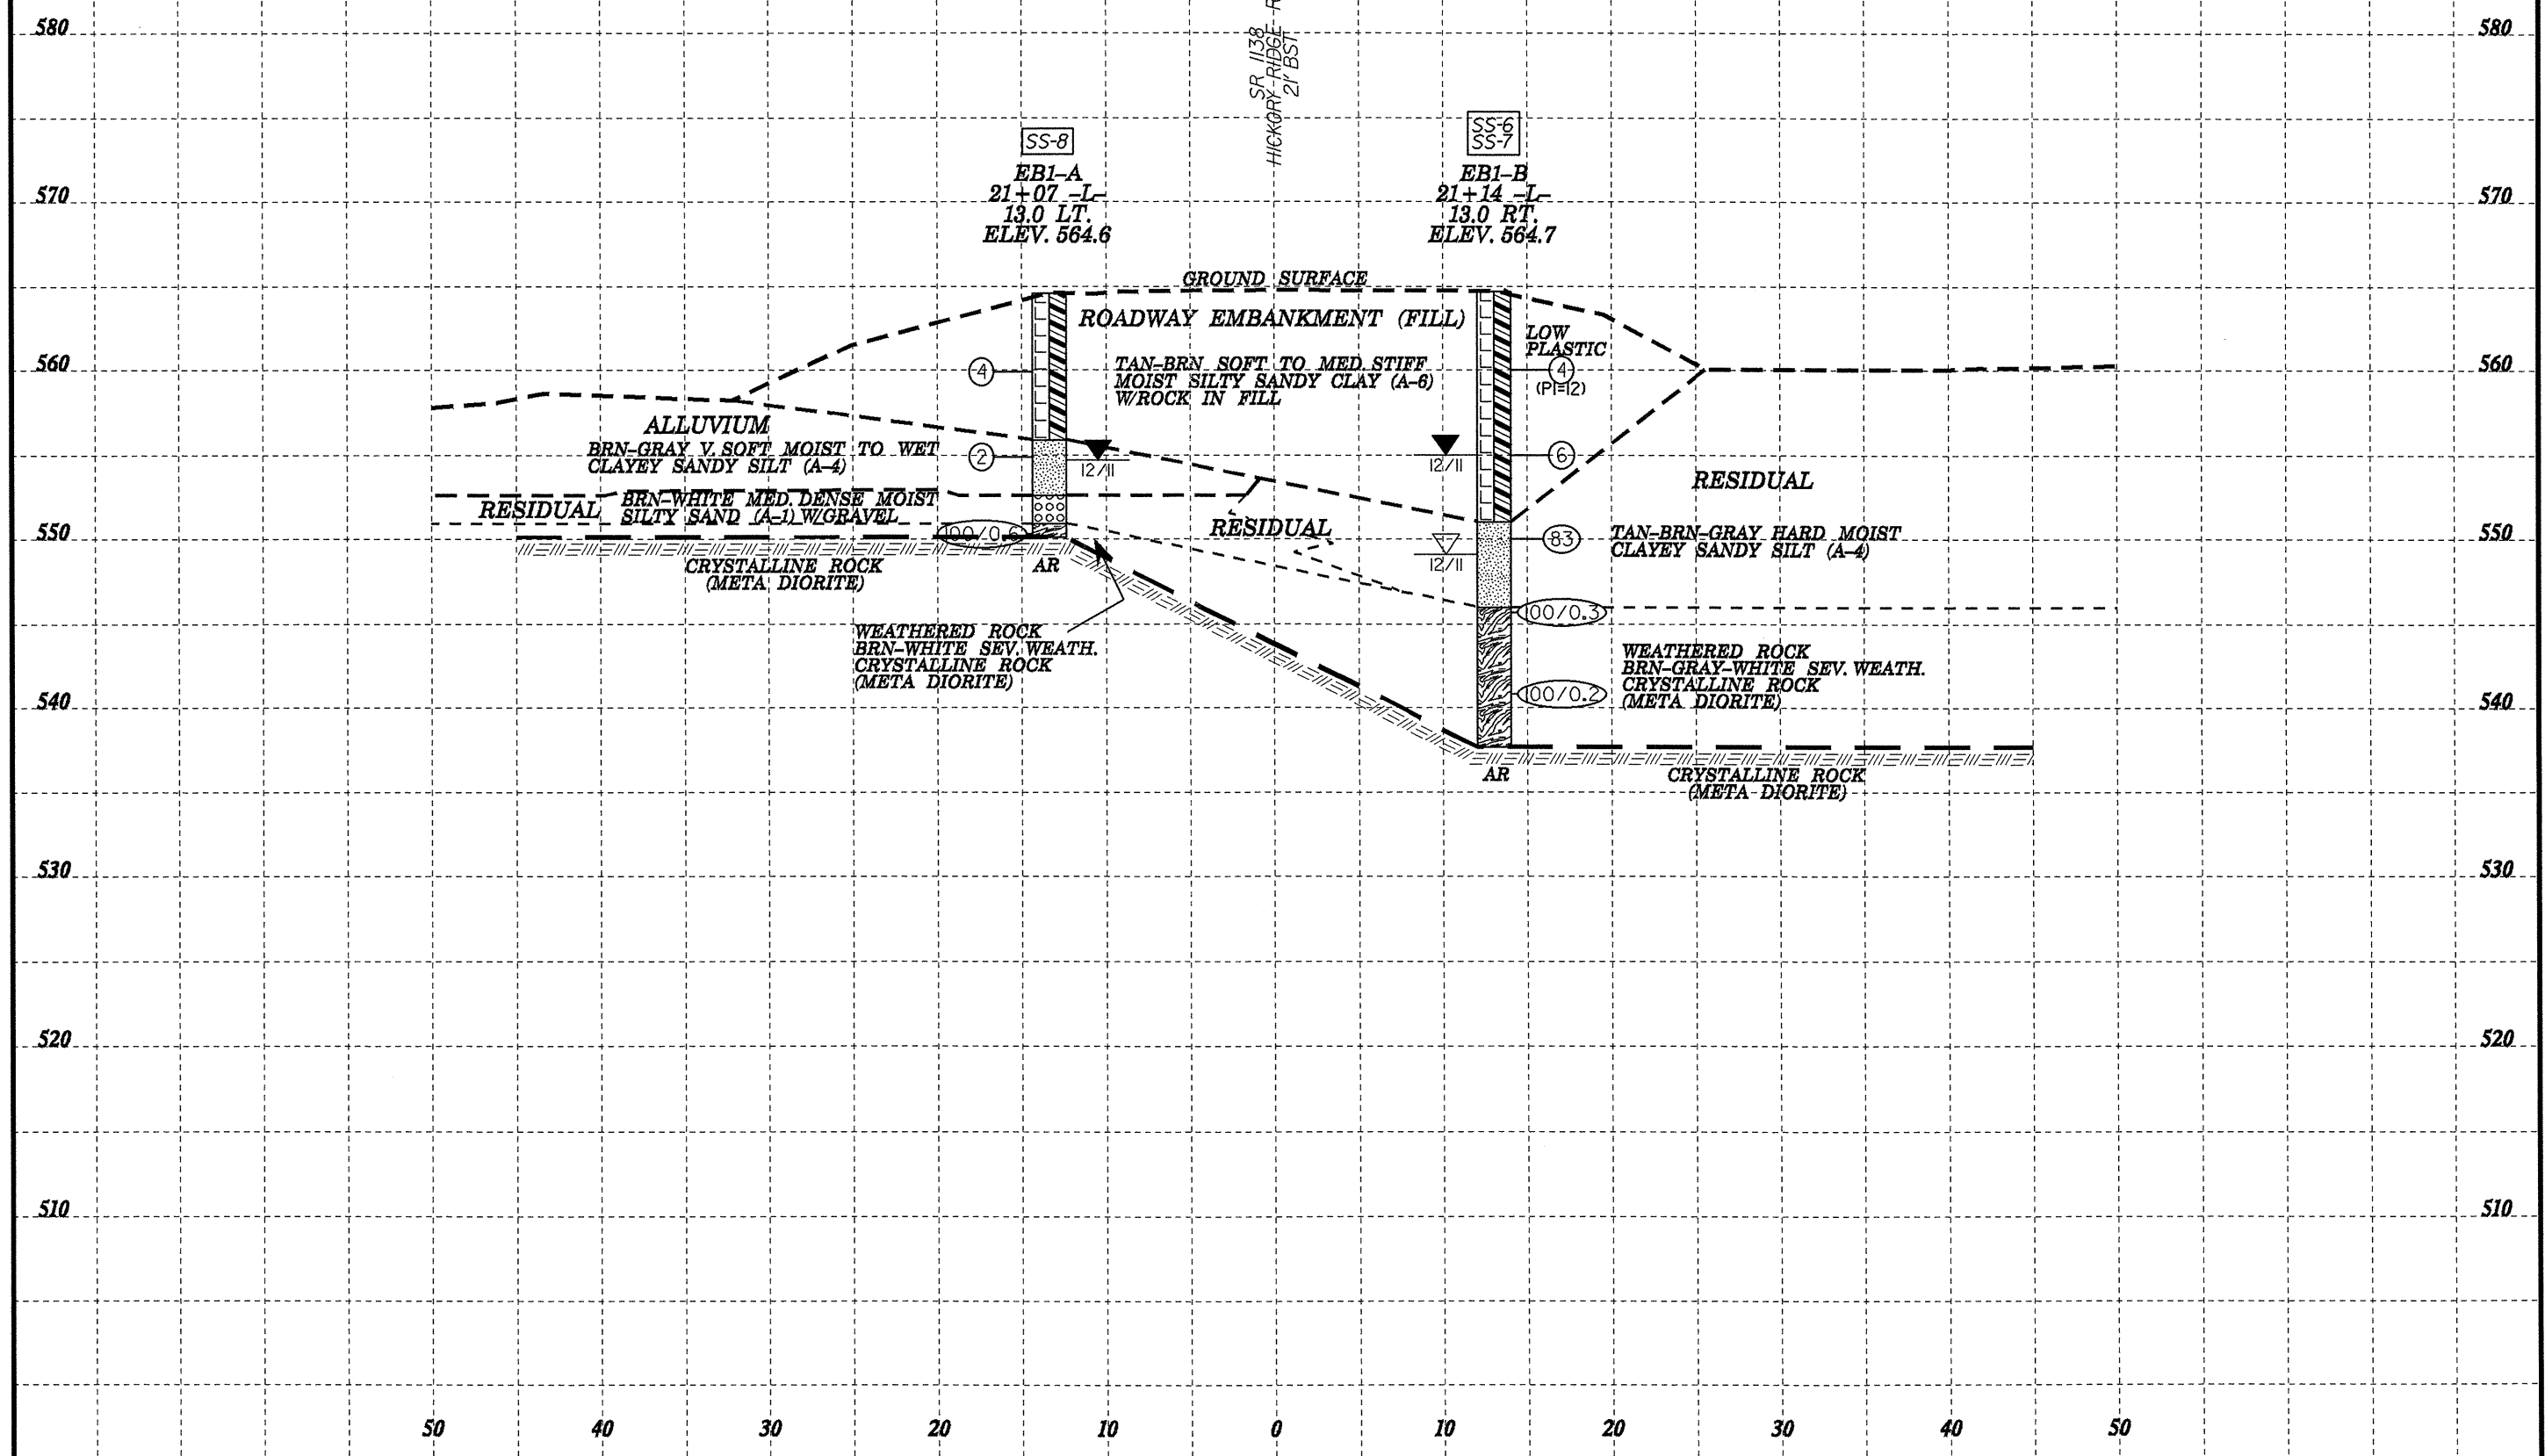 580
580
SR 1138
HICKORY RIDGE
21' BST
SS-8
SS-6
SS-7
EB1-A
21+07 -L-
13.0 LT.
ELEV. 564.6
EB1-B
21+14 -L-
13.0 RT.
ELEV. 564.7
570
570
GROUND SURFACE
ROADWAY EMBANKMENT (FILL)
LOW
PLASTIC
4
(PI=12)
560
560
4
TAN-BRN SOFT TO MED. STIFF
MOIST SILTY SANDY CLAY (A-6)
W/ROCK IN FILL
ALLUVIUM
BRN-GRAY V. SOFT MOIST TO WET
CLAYEY SANDY SILT (A-4)
2
12/11
12/11
6
RESIDUAL
RESIDUAL
BRN-WHITE MED. DENSE MOIST
SILTY SAND (A-1) W/GRAVEL
RESIDUAL
550
550
100/0.6
12/11
83
TAN-BRN-GRAY HARD MOIST
CLAYEY SANDY SILT (A-4)
CRYSTALLINE ROCK
(META DIORITE)
AR
100/0.3
WEATHERED ROCK
BRN-WHITE SEV. WEATH.
CRYSTALLINE ROCK
(META DIORITE)
WEATHERED ROCK
BRN-GRAY-WHITE SEV. WEATH.
CRYSTALLINE ROCK
(META DIORITE)
100/0.2
540
540
AR
CRYSTALLINE ROCK
(META DIORITE)
530
530
520
520
510
510
50
40
30
20
10
0
10
20
30
40
50